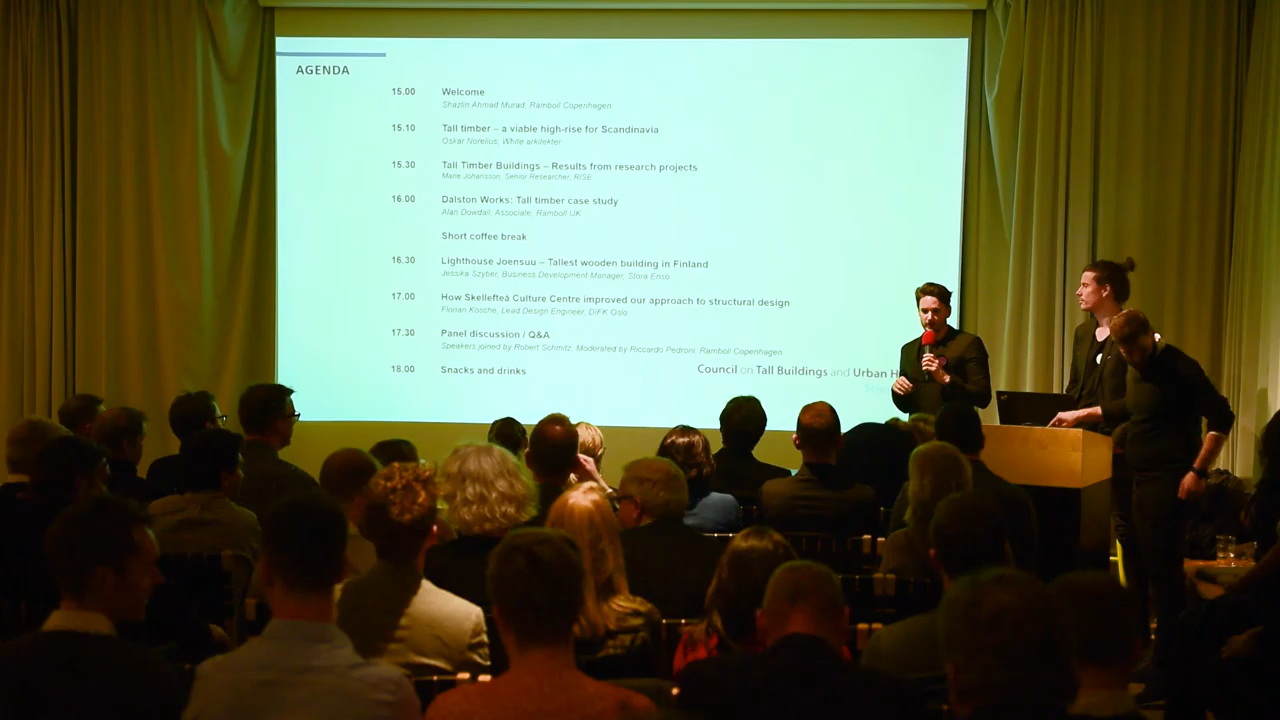 AGENDA
15.00 Welcome
Shazlin Ahmad Murad, Ramboll Copenhagen
15.10 Tall timber – a viable high-rise for Scandinavia
Oskar Norelius, White arkitekter
15.30 Tall Timber Buildings – Results from research projects
Marie Johansson, Senior Researcher, RISE
16.00 Dalston Works: Tall timber case study
Alan Dowdall, Associate, Ramboll UK
Short coffee break
16.30 Lighthouse Joensuu – Tallest wooden building in Finland
Jessika Szyber, Business Development Manager, Stora Enso
17.00 How Skellefteå Culture Centre improved our approach to structural design
Florian Kosche, Lead Design Engineer, DIFK Oslo
17.30 Panel discussion / Q&A
Speakers joined by Robert Schmitz. Moderated by Riccardo Pedroni, Ramboll Copenhagen
18.00 Snacks and drinks
Council on Tall Buildings and Urban H